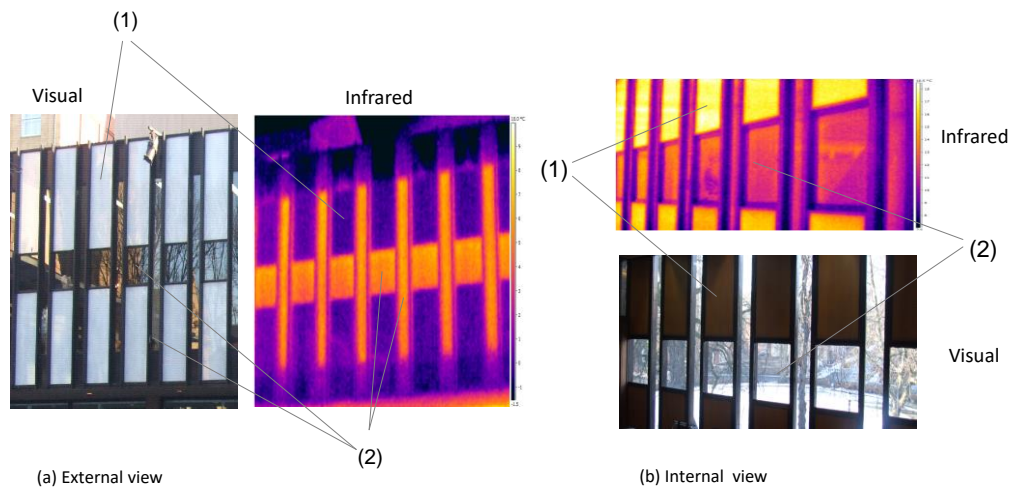 (1)
Visual
Infrared
(2)
(a) External view
Infrared
(1)
(2)
Visual
(b) Internal view